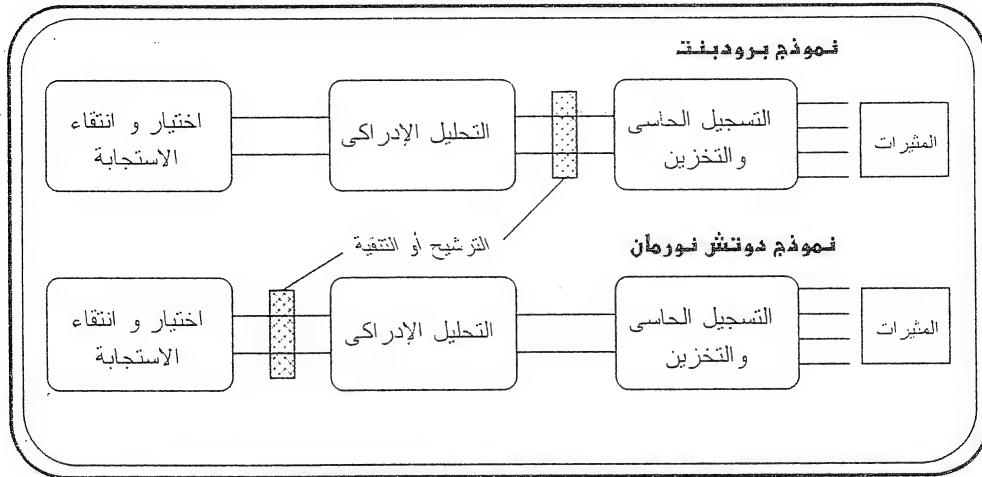 نموذج برودبنت
المثيرات
التسجيل الحاسى
والتخزين
التحليل الإدراكى
اختيار و انتقاء
الاستجابة
الترشيح أو التنقية
نموذج دوتش نورمان
المثيرات
التسجيل الحاسى
والتخزين
التحليل الإدراكى
اختيار و انتقاء
الاستجابة